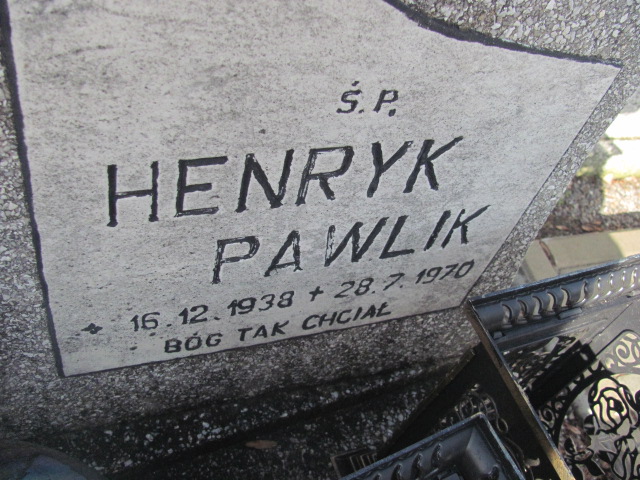 Ś.P.
HENRYK
PAWLIK
* 16.12.1938 + 28.7.1970
BÓG TAK CHCIAŁ